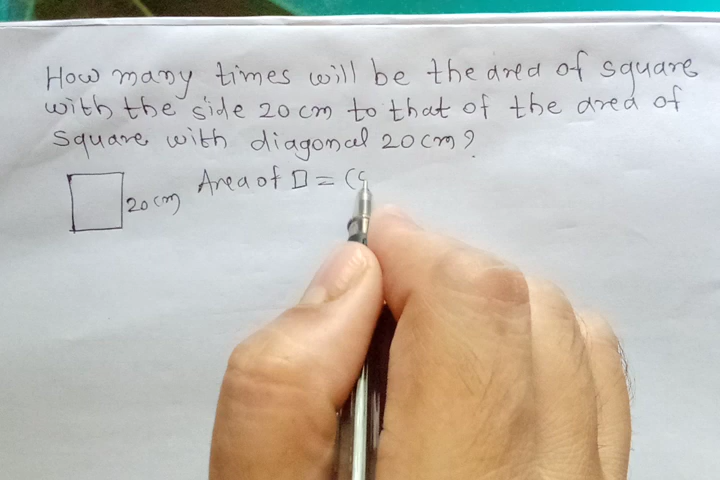 How many times will be the area of square
with the side 20 cm to that of the area of
square with diagonal 20 cm?
20 cm
Area of □ = (s